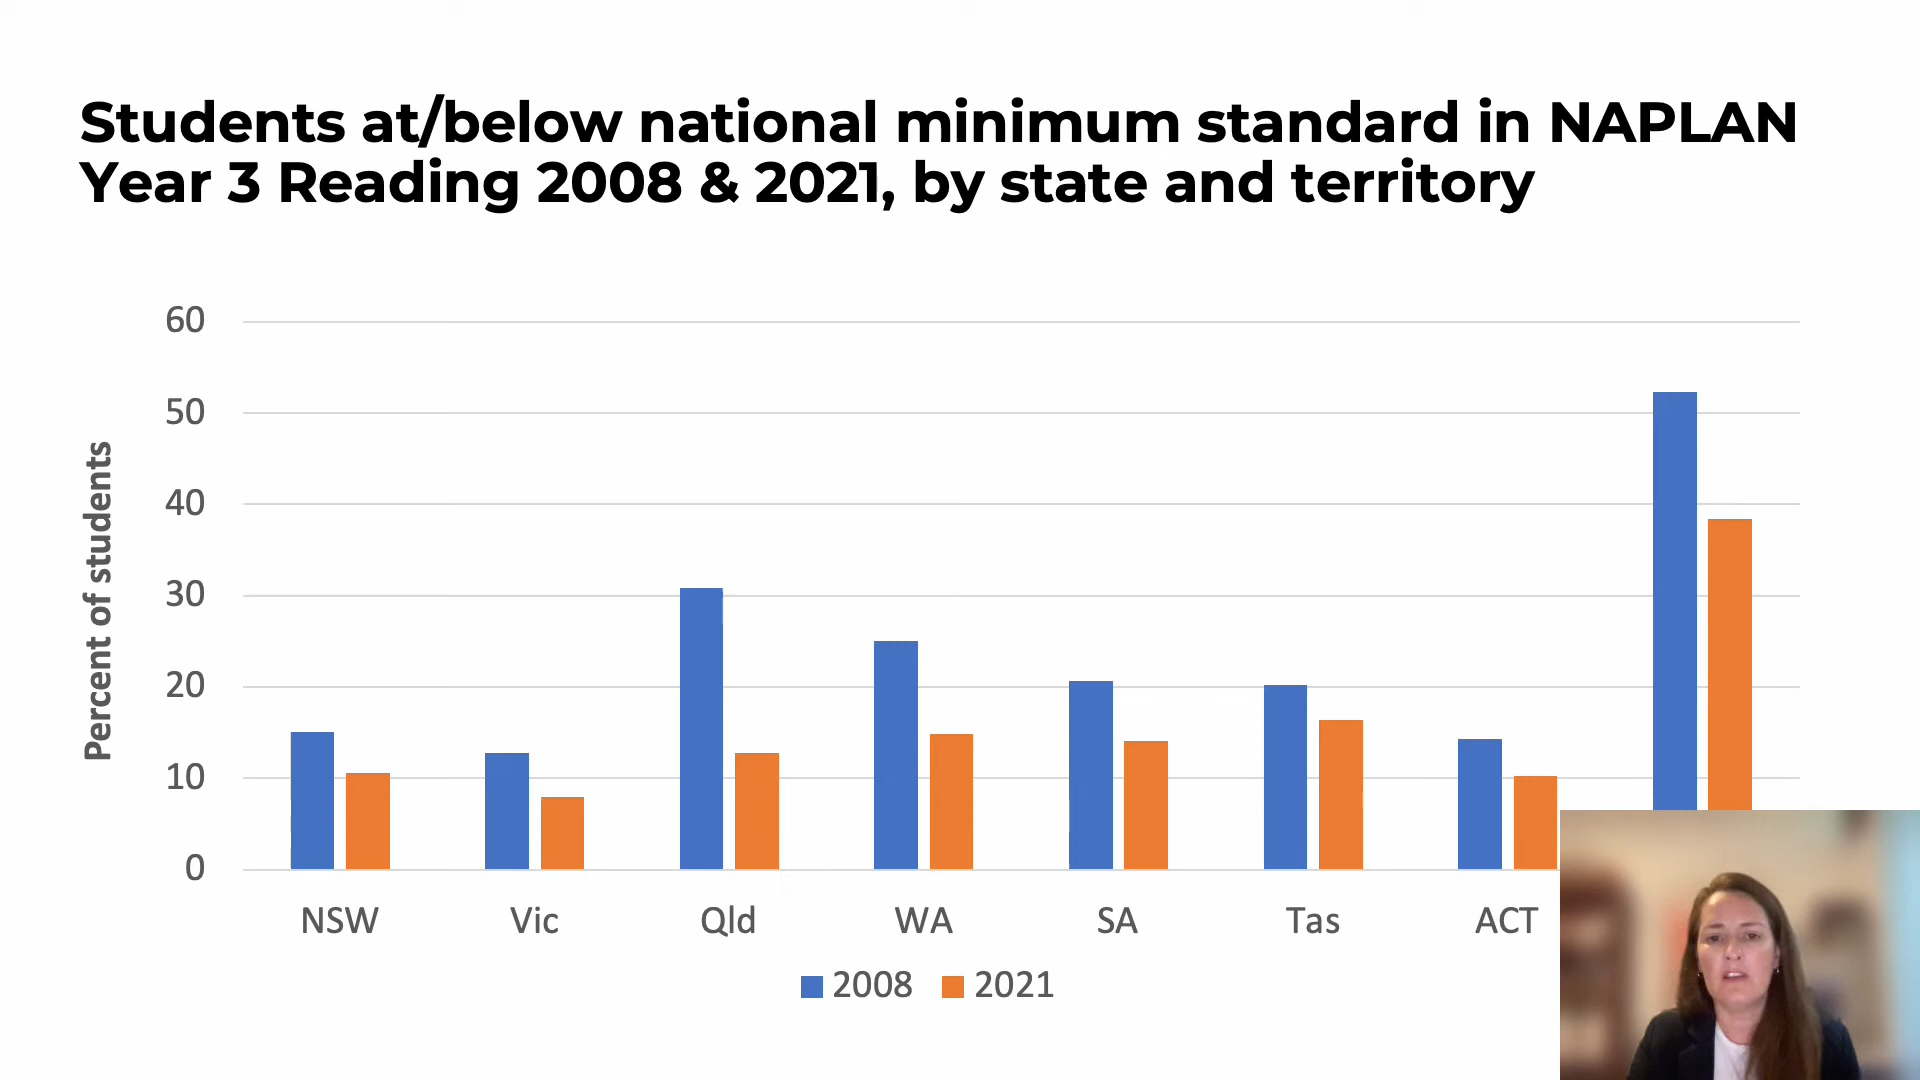 Students at/below national minimum standard in NAPLAN
Year 3 Reading 2008 & 2021, by state and territory
60
50
40
30
20
10
0
Percent of students
NSW
Vic
Qld
WA
SA
Tas
ACT
2008
2021